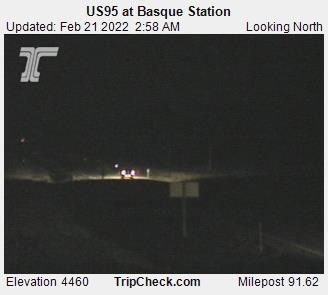 US95 at Basque Station
Updated: Feb 21 2022 2:58 AM Looking North
Elevation 4460 TripCheck.com Milepost 91.62